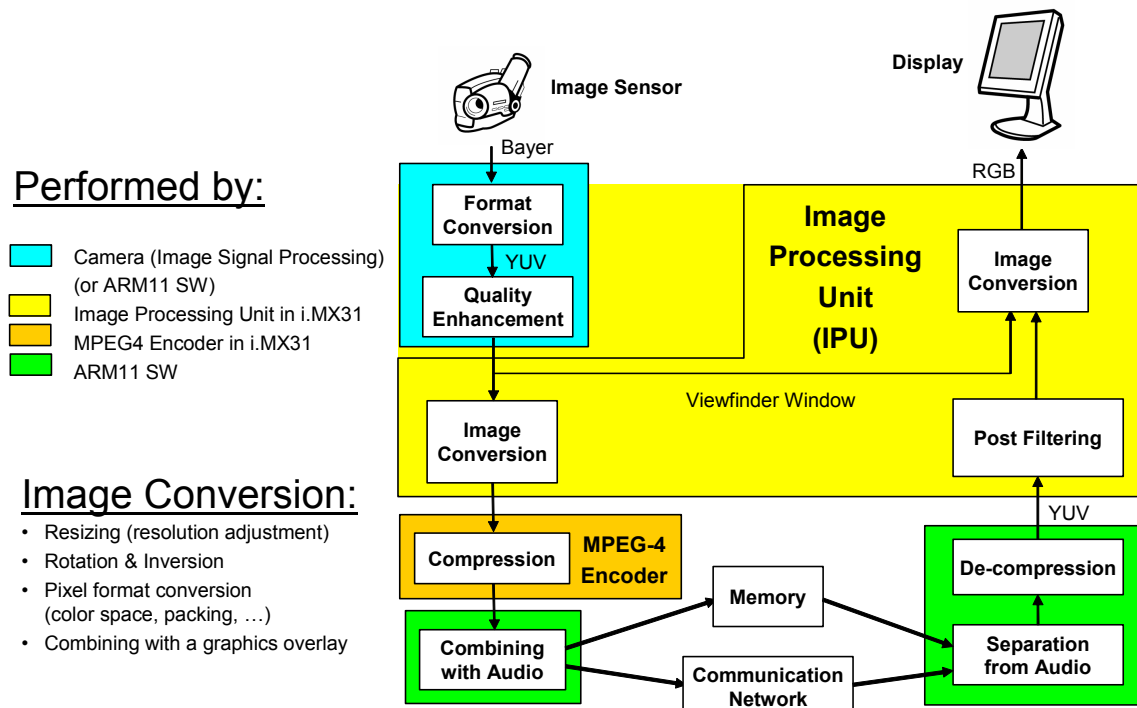 Performed by:
Camera (Image Signal Processing)
(or ARM11 SW)
Image Processing Unit in i.MX31
MPEG4 Encoder in i.MX31
ARM11 SW
Image Conversion:
• Resizing (resolution adjustment)
• Rotation & Inversion
• Pixel format conversion
(color space, packing, …)
• Combining with a graphics overlay
Image Sensor
Display
Bayer
RGB
Format
Conversion
YUV
Quality
Enhancement
Image
Processing
Unit
(IPU)
Image
Conversion
Viewfinder Window
Image
Conversion
Post Filtering
YUV
Compression
MPEG-4
Encoder
De-compression
Memory
Combining
with Audio
Separation
from Audio
Communication
Network